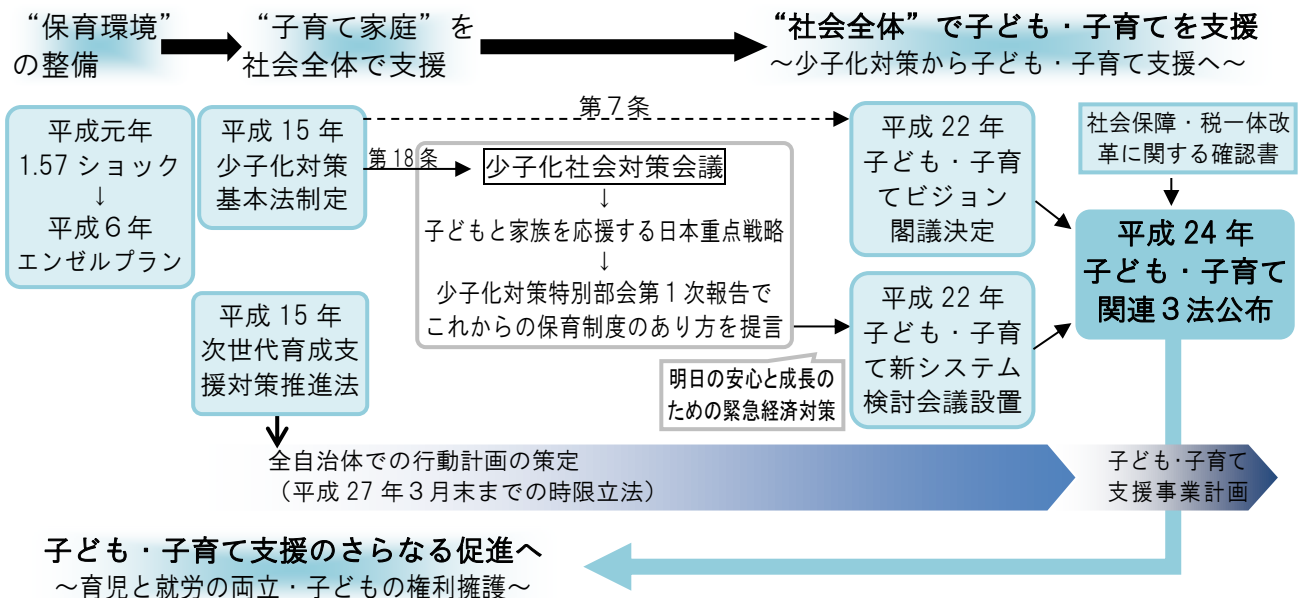 “保育環境”
の整備
“子育て家庭”を
社会全体で支援
“社会全体”で子ども・子育てを支援
～少子化対策から子ども・子育て支援へ～
平成元年
1.57 ショック
↓
平成６年
エンゼルプラン
平成 15 年
少子化対策
基本法制定
第７条
第 18 条
少子化社会対策会議
↓
子どもと家族を応援する日本重点戦略
↓
少子化対策特別部会第１次報告で
これからの保育制度のあり方を提言
平成 22 年
子ども・子育
てビジョン
閣議決定
社会保障・税一体改
革に関する確認書
平成 24 年
子ども・子育て
関連３法公布
平成 15 年
次世代育成支
援対策推進法
明日の安心と成長の
ための緊急経済対策
平成 22 年
子ども・子育
て新システム
検討会議設置
全自治体での行動計画の策定
（平成 27 年３月末までの時限立法）
子ども・子育て
支援事業計画
子ども・子育て支援のさらなる促進へ
～育児と就労の両立・子どもの権利擁護～